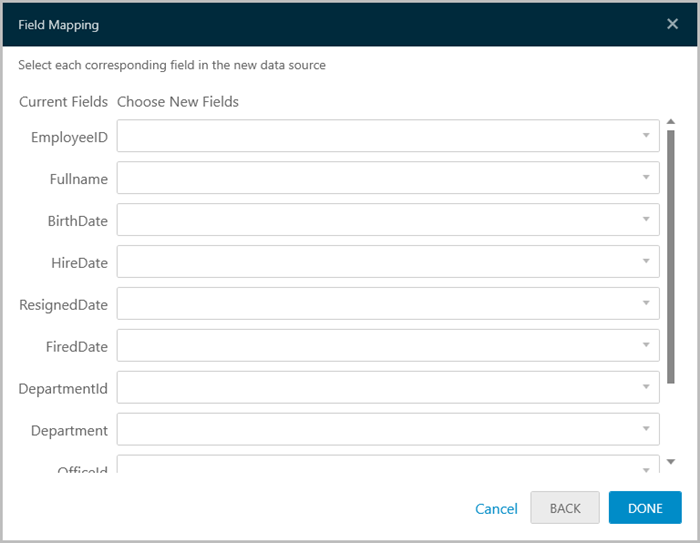 Field Mapping
Select each corresponding field in the new data source
Current Fields Choose New Fields
EmployeeID
Fullname
BirthDate
HireDate
ResignedDate
FiredDate
DepartmentId
Department
OfficeId
Cancel BACK DONE